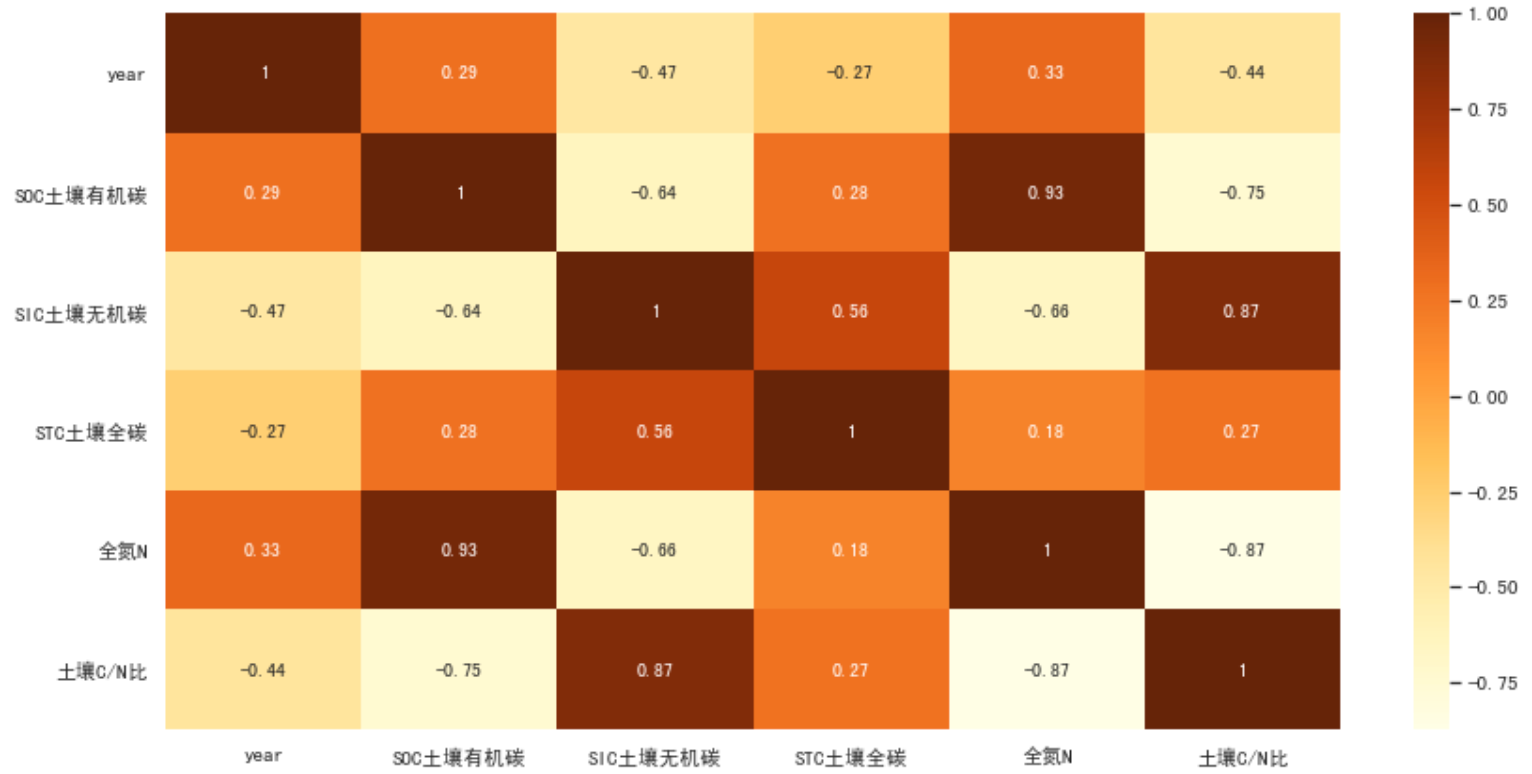 year 1 0.29 -0.47 -0.27 0.33 -0.44
SOC土壤有机碳 0.29 1 -0.64 0.28 0.93 -0.75
SIC土壤无机碳 -0.47 -0.64 1 0.56 -0.66 0.87
STC土壤全碳 -0.27 0.28 0.56 1 0.18 0.27
全氮N 0.33 0.93 -0.66 0.18 1 -0.87
土壤C/N比 -0.44 -0.75 0.87 0.27 -0.87 1
year SOC土壤有机碳 SIC土壤无机碳 STC土壤全碳 全氮N 土壤C/N比
1.00
0.75
0.50
0.25
0.00
-0.25
-0.50
-0.75